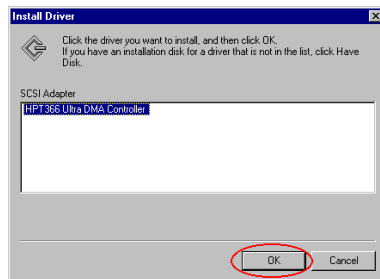 Install Driver
Click the driver you want to install, and then click OK.
If you have an installation disk for a driver that is not in the list, click Have
Disk.
SCSI Adapter
HPT366 Ultra DMA Controller
OK
Cancel